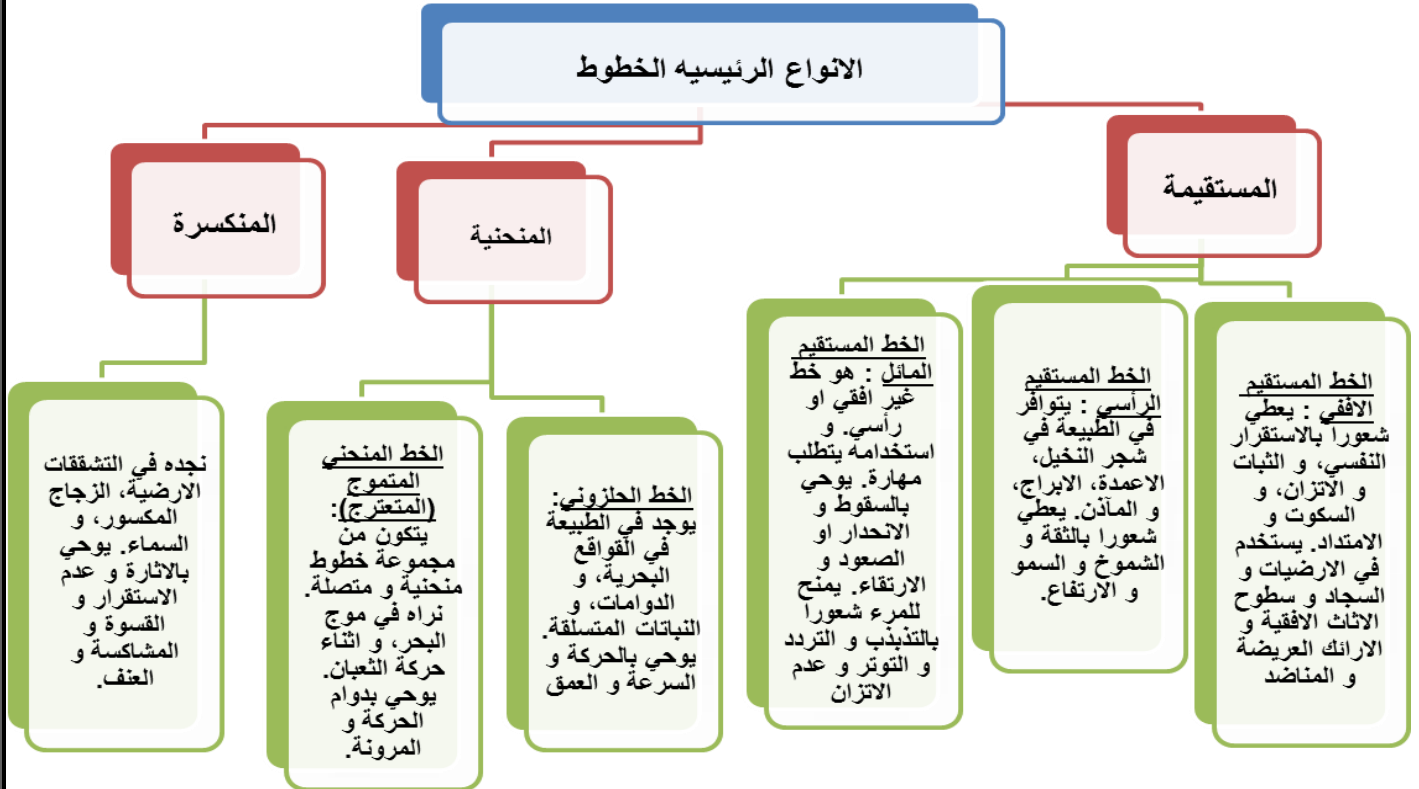 الانواع الرئيسيه الخطوط
المستقيمة
الخط المستقيم
الافقي : يعطي
شعوراً بالاستقرار
النفسي، و الثبات
و الاتزان، و
السكوت و
الامتداد. يستخدم
في الارضيات و
السجاد و سطوح
الاثاث الافقية و
الارائك العريضة
و المناضد
الخط المستقيم
الرأسي : يتوافر
في الطبيعة في
شجر النخيل،
الاعمدة، الابراج،
و المآذن. يعطي
شعورا بالثقة و
الشموخ و السمو
و الارتفاع.
الخط المستقيم
المائل : هو خط
غير افقي او
رأسي. و
استخدامه يتطلب
مهارة. يوحي
بالسقوط و
الانحدار او
الصعود و
الارتقاء. يمنح
للمرء شعورا
بالتذبذب و التردد
و التوتر و عدم
الاتزان
المنحنية
الخط الحلزوني:
يوجد في الطبيعة
في القواقع
البحرية، و
الدوامات، و
النباتات المتسلقة.
يوحي بالحركة و
السرعة و العمق
الخط المنحني
المتموج
(المتعترج):
يتكون من
مجموعة خطوط
منحنية و متصلة.
نراه في موج
البحر، و اثناء
حركة الثعبان.
يوحي بدوام
الحركة و
المرونة.
المنكسرة
نجده في التشققات
الارضية، الزجاج
المكسور، و
السماء. يوحي
بالاثارة و عدم
الاستقرار و
القسوة و
المشاكسة و
العنف.